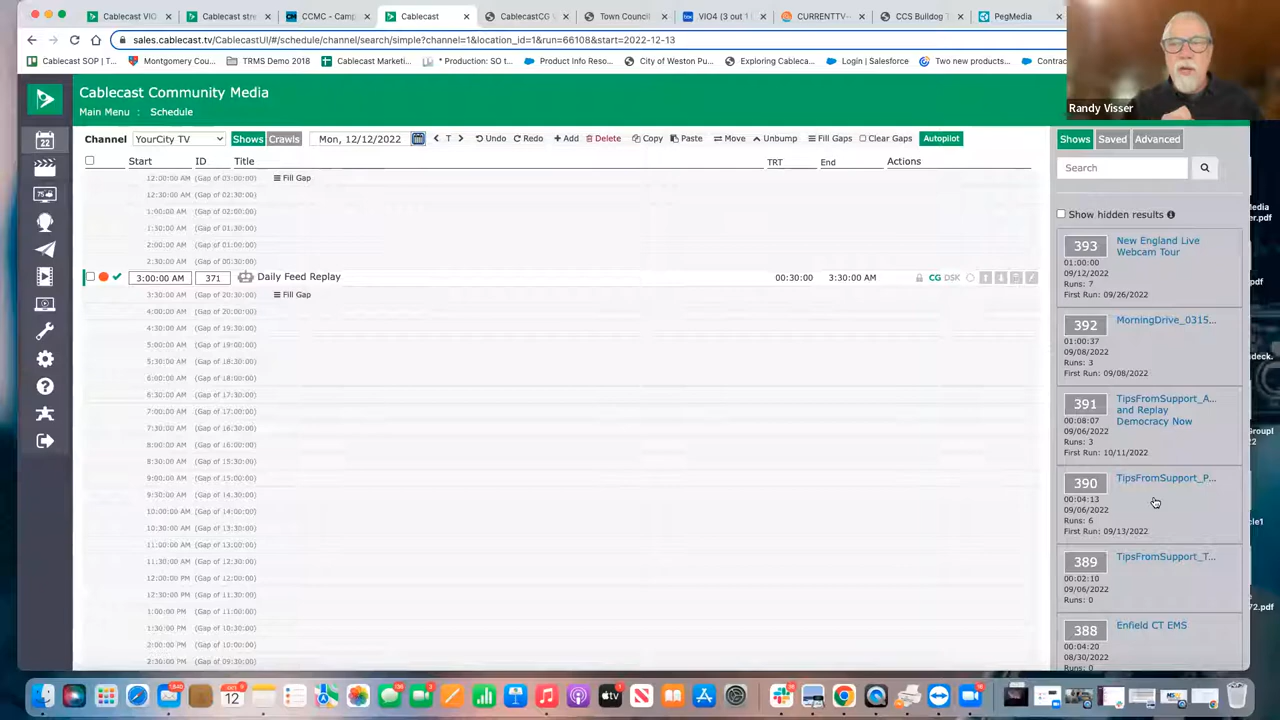 Cablecast VIO
Cablecast stre
CCMC - Camp
Cablecast
CablecastCG V
Town Council
VIO4 (3 out 1
CURRENTTV-
CCS Bulldog T
PegMedia
sales.cablecast.tv/CablecastUI/#/schedule/channel/search/simple?channel=1&location_id=1&run=66108&start=2022-12-13
Cablecast SOP | T...
Montgomery Cou...
TRMS Demo 2018
Cablecast Marketi...
* Production: SO t...
Product Info Reso...
City of Weston Pu...
Exploring Cableca...
Login | Salesforce
Two new products...
Contrac
Randy Visser
Cablecast Community Media
Main Menu : Schedule
Channel YourCity TV Shows Crawls Mon, 12/12/2022 T Undo Redo Add Delete Copy Paste Move Unbump Fill Gaps Clear Gaps Autopilot
Start ID Title TRT End Actions
12:00:00 AM (Gap of 03:00:00) Fill Gap
12:30:00 AM (Gap of 02:30:00)
1:00:00 AM (Gap of 02:00:00)
1:30:00 AM (Gap of 01:30:00)
2:00:00 AM (Gap of 01:00:00)
2:30:00 AM (Gap of 00:30:00)
3:00:00 AM 371 Daily Feed Replay 00:30:00 3:30:00 AM CG DSK
3:30:00 AM (Gap of 20:30:00) Fill Gap
4:00:00 AM (Gap of 20:00:00)
4:30:00 AM (Gap of 19:30:00)
5:00:00 AM (Gap of 19:00:00)
5:30:00 AM (Gap of 18:30:00)
6:00:00 AM (Gap of 18:00:00)
6:30:00 AM (Gap of 17:30:00)
7:00:00 AM (Gap of 17:00:00)
7:30:00 AM (Gap of 16:30:00)
8:00:00 AM (Gap of 16:00:00)
8:30:00 AM (Gap of 15:30:00)
9:00:00 AM (Gap of 15:00:00)
9:30:00 AM (Gap of 14:30:00)
10:00:00 AM (Gap of 14:00:00)
10:30:00 AM (Gap of 13:30:00)
11:00:00 AM (Gap of 13:00:00)
11:30:00 AM (Gap of 12:30:00)
12:00:00 PM (Gap of 12:00:00)
12:30:00 PM (Gap of 11:30:00)
1:00:00 PM (Gap of 11:00:00)
1:30:00 PM (Gap of 10:30:00)
2:00:00 PM (Gap of 10:00:00)
2:30:00 PM (Gap of 09:30:00)
Shows Saved Advanced
Search
Show hidden results
393 New England Live
Webcam Tour
01:00:00
09/12/2022
Runs: 7
First Run: 09/26/2022
392 MorningDrive_0315...
01:00:37
09/08/2022
Runs: 3
First Run: 09/08/2022
391 TipsFromSupport_A...
and Replay
Democracy Now
00:08:07
09/06/2022
Runs: 3
First Run: 10/11/2022
390 TipsFromSupport_P...
00:04:13
09/06/2022
Runs: 6
First Run: 09/13/2022
389 TipsFromSupport_T...
00:02:10
09/06/2022
Runs: 0
388 Enfield CT EMS
00:04:20
08/30/2022
Runs: 0
22
75
Media
pdf
deck.
GroupI
22
cle1
72.pdf
12